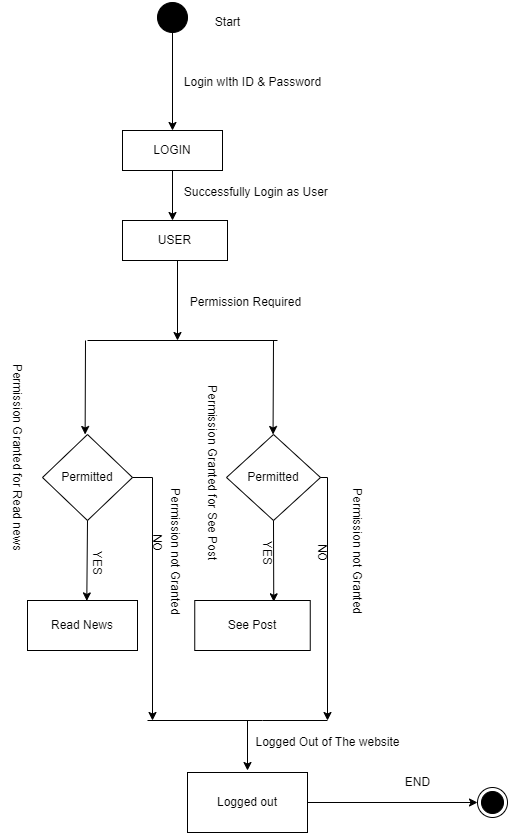 Start
Login with ID & Password
LOGIN
Successfully Login as User
USER
Permission Required
Permission Granted for Read news
Permission Granted for See Post
Permitted
Permitted
Permission not Granted
Permission not Granted
YES
NO
YES
NO
Read News
See Post
Logged Out of The website
Logged out
END